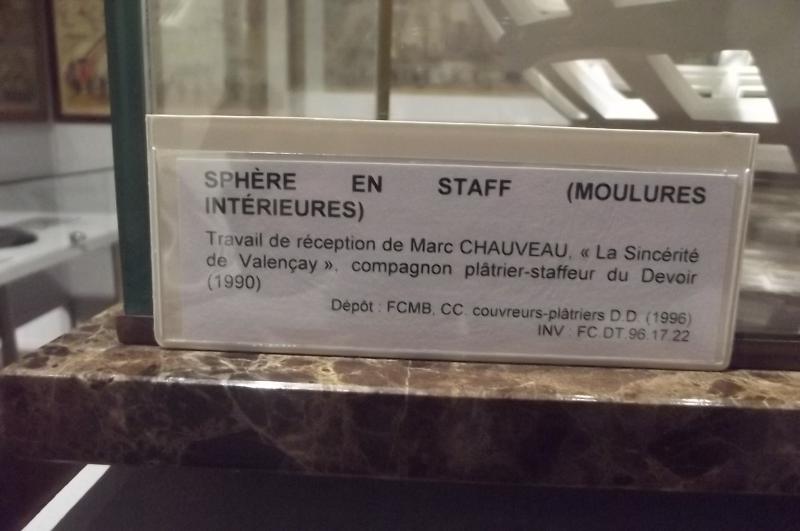 SPHÈRE EN STAFF (MOULURES
INTÉRIEURES)
Travail de réception de Marc CHAUVEAU, « La Sincérité
de Valençay », compagnon plâtrier-staffeur du Devoir
(1990)
Dépôt : FCMB, CC. couvreurs-plâtriers D.D. (1996)
INV : FC.DT.96.17.22